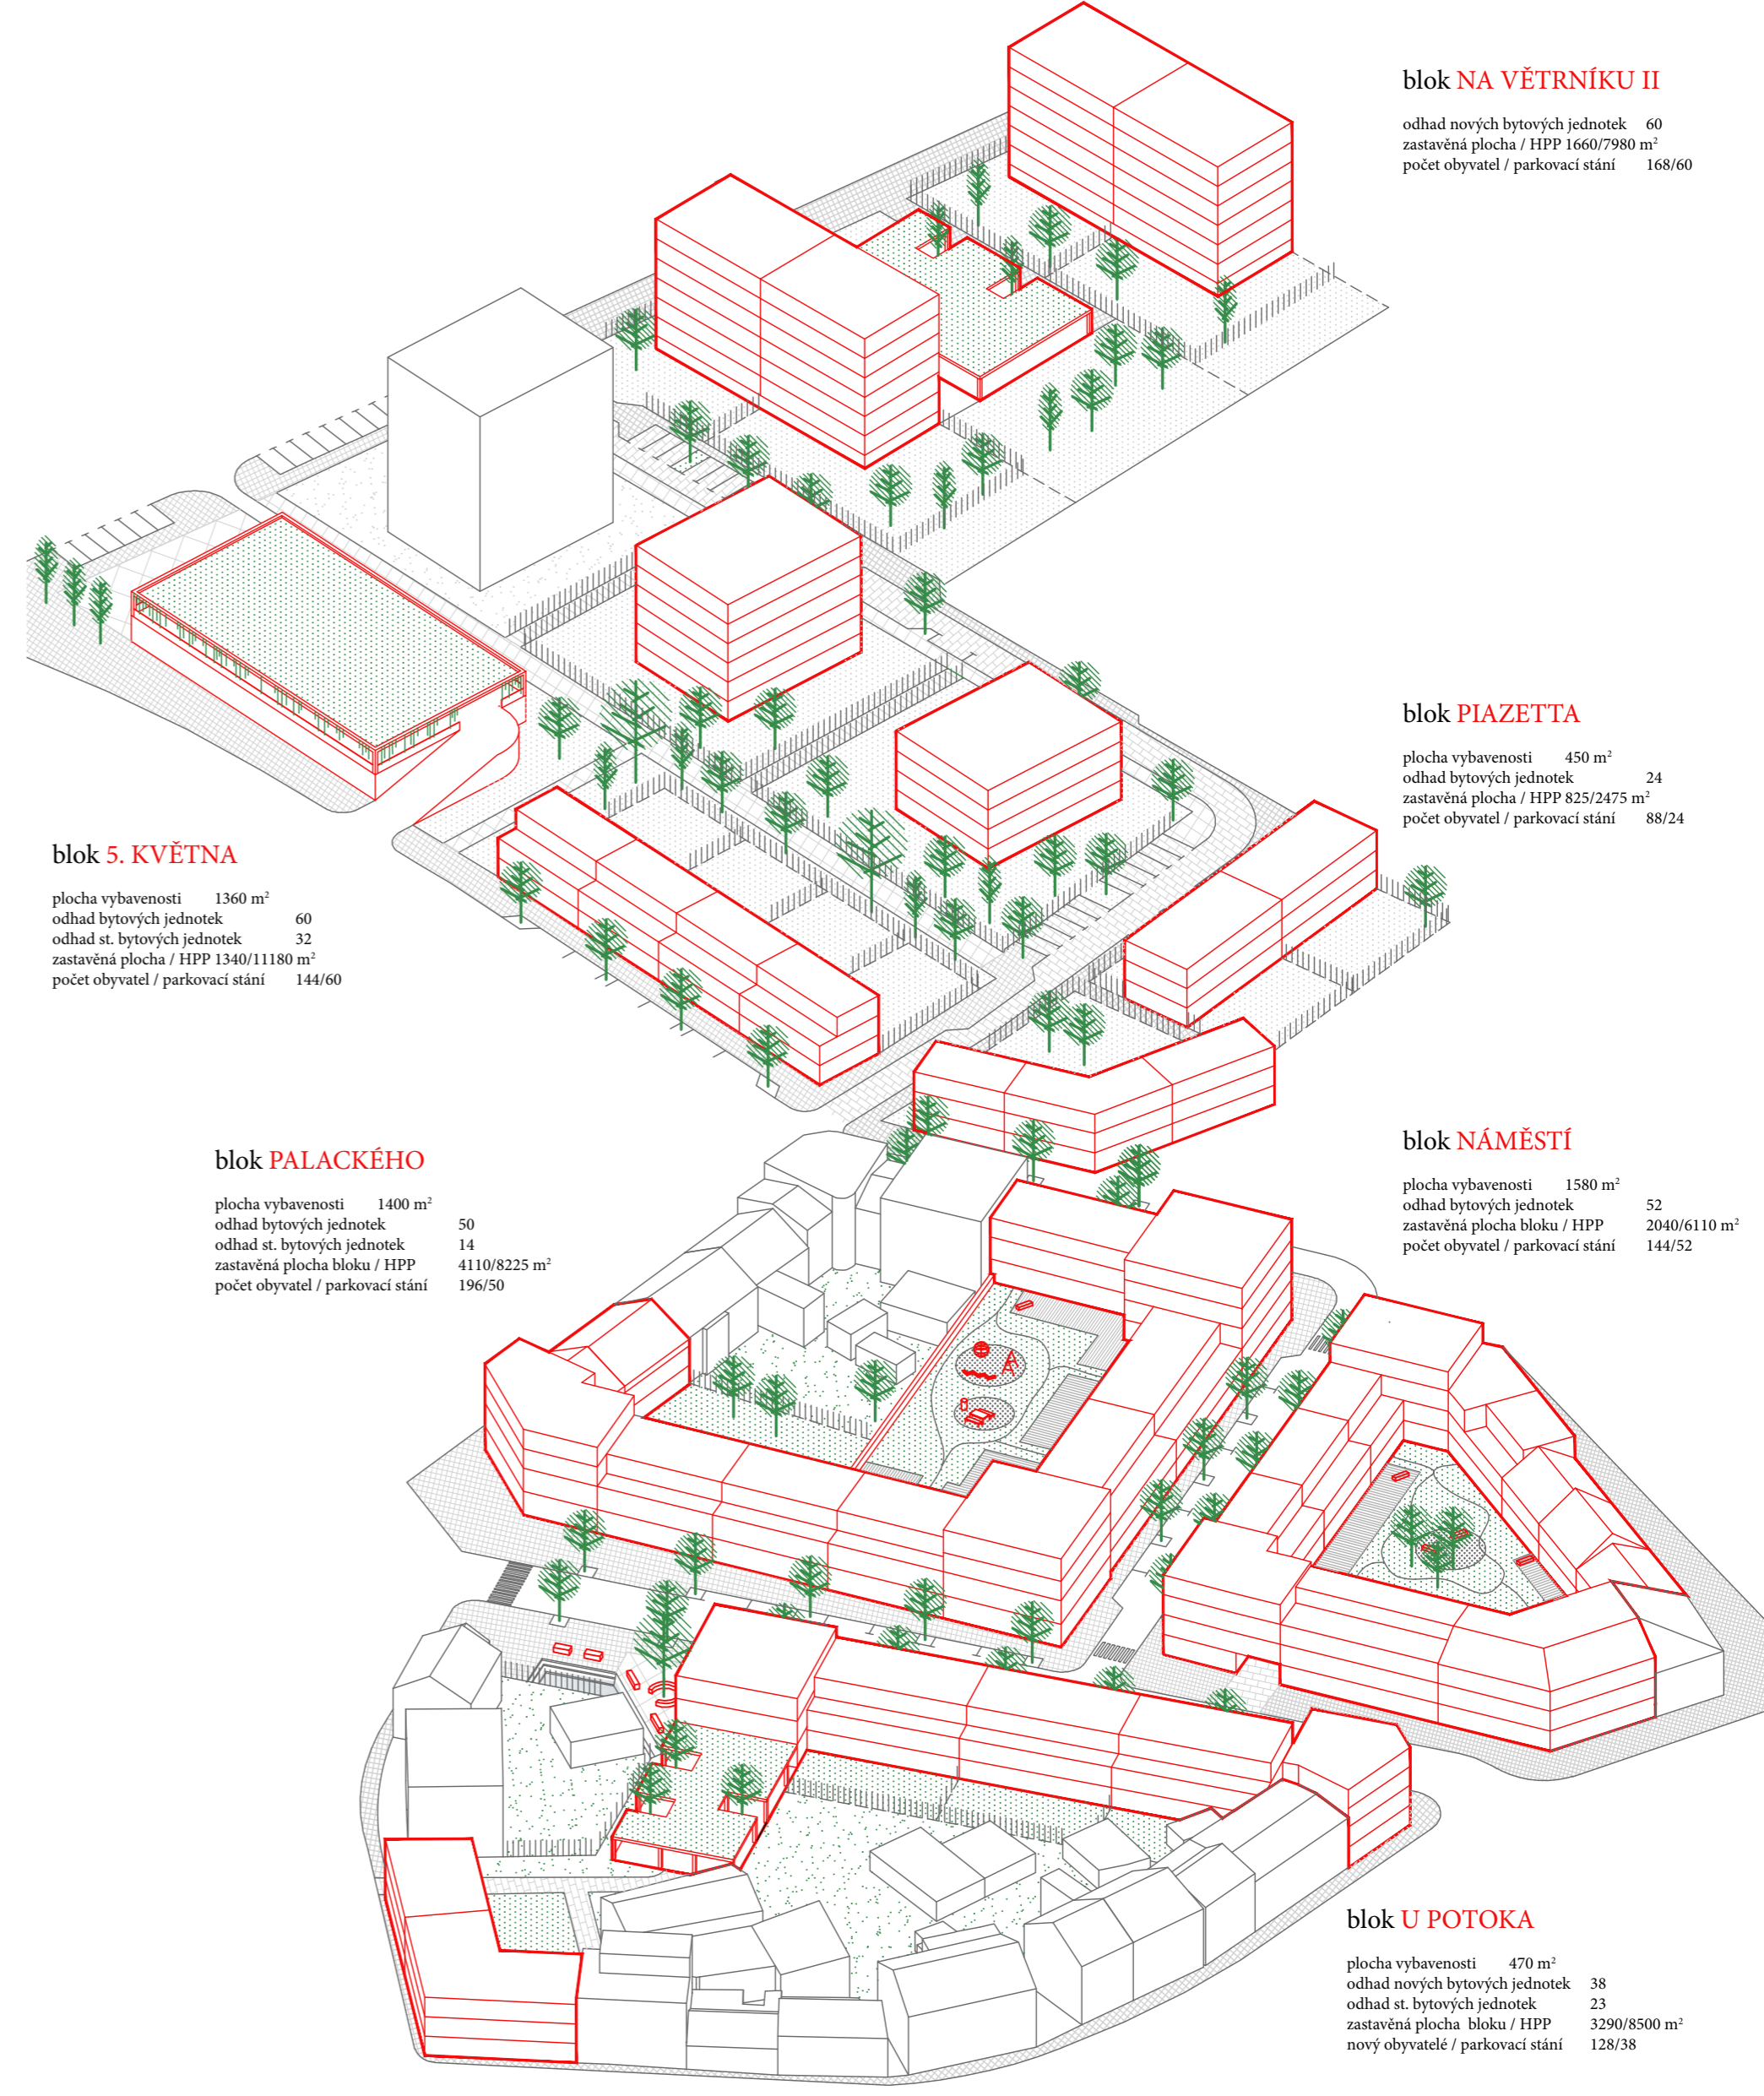 blok NA VĚTRNÍKU II
odhad nových bytových jednotek 60
zastavěná plocha / HPP 1660/7980 m²
počet obyvatel / parkovací stání 168/60
blok PIAZETTA
plocha vybavenosti 450 m²
odhad bytových jednotek 24
zastavěná plocha / HPP 825/2475 m²
počet obyvatel / parkovací stání 88/24
blok 5. KVĚTNA
plocha vybavenosti 1360 m²
odhad bytových jednotek 60
odhad st. bytových jednotek 32
zastavěná plocha / HPP 1340/11180 m²
počet obyvatel / parkovací stání 144/60
blok PALACKÉHO
plocha vybavenosti 1400 m²
odhad bytových jednotek 50
odhad st. bytových jednotek 14
zastavěná plocha bloku / HPP 4110/8225 m²
počet obyvatel / parkovací stání 196/50
blok NÁMĚSTÍ
plocha vybavenosti 1580 m²
odhad bytových jednotek 52
zastavěná plocha bloku / HPP 2040/6110 m²
počet obyvatel / parkovací stání 144/52
blok U POTOKA
plocha vybavenosti 470 m²
odhad nových bytových jednotek 38
odhad st. bytových jednotek 23
zastavěná plocha bloku / HPP 3290/8500 m²
nový obyvatelé / parkovací stání 128/38